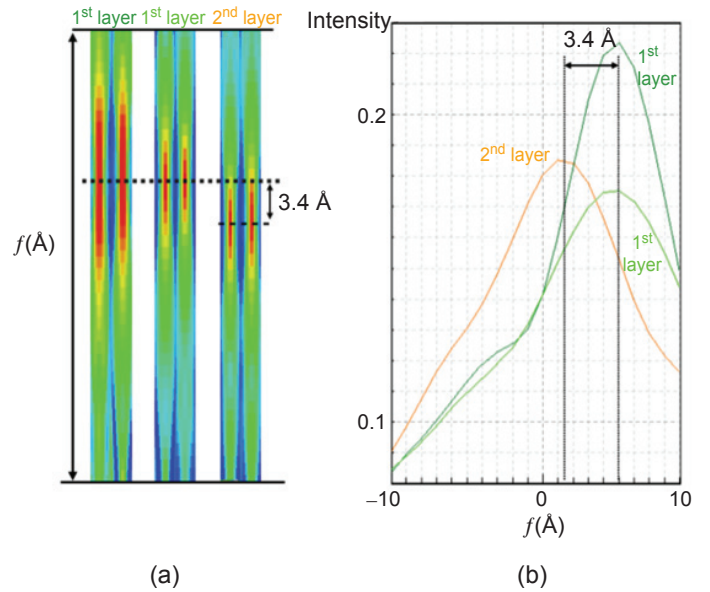 1st layer 1st layer 2nd layer
3.4 Å
f(Å)
(a)
Intensity
3.4 Å
1st
layer
0.2
2nd layer
1st
layer
0.1
–10 0 10
f(Å)
(b)